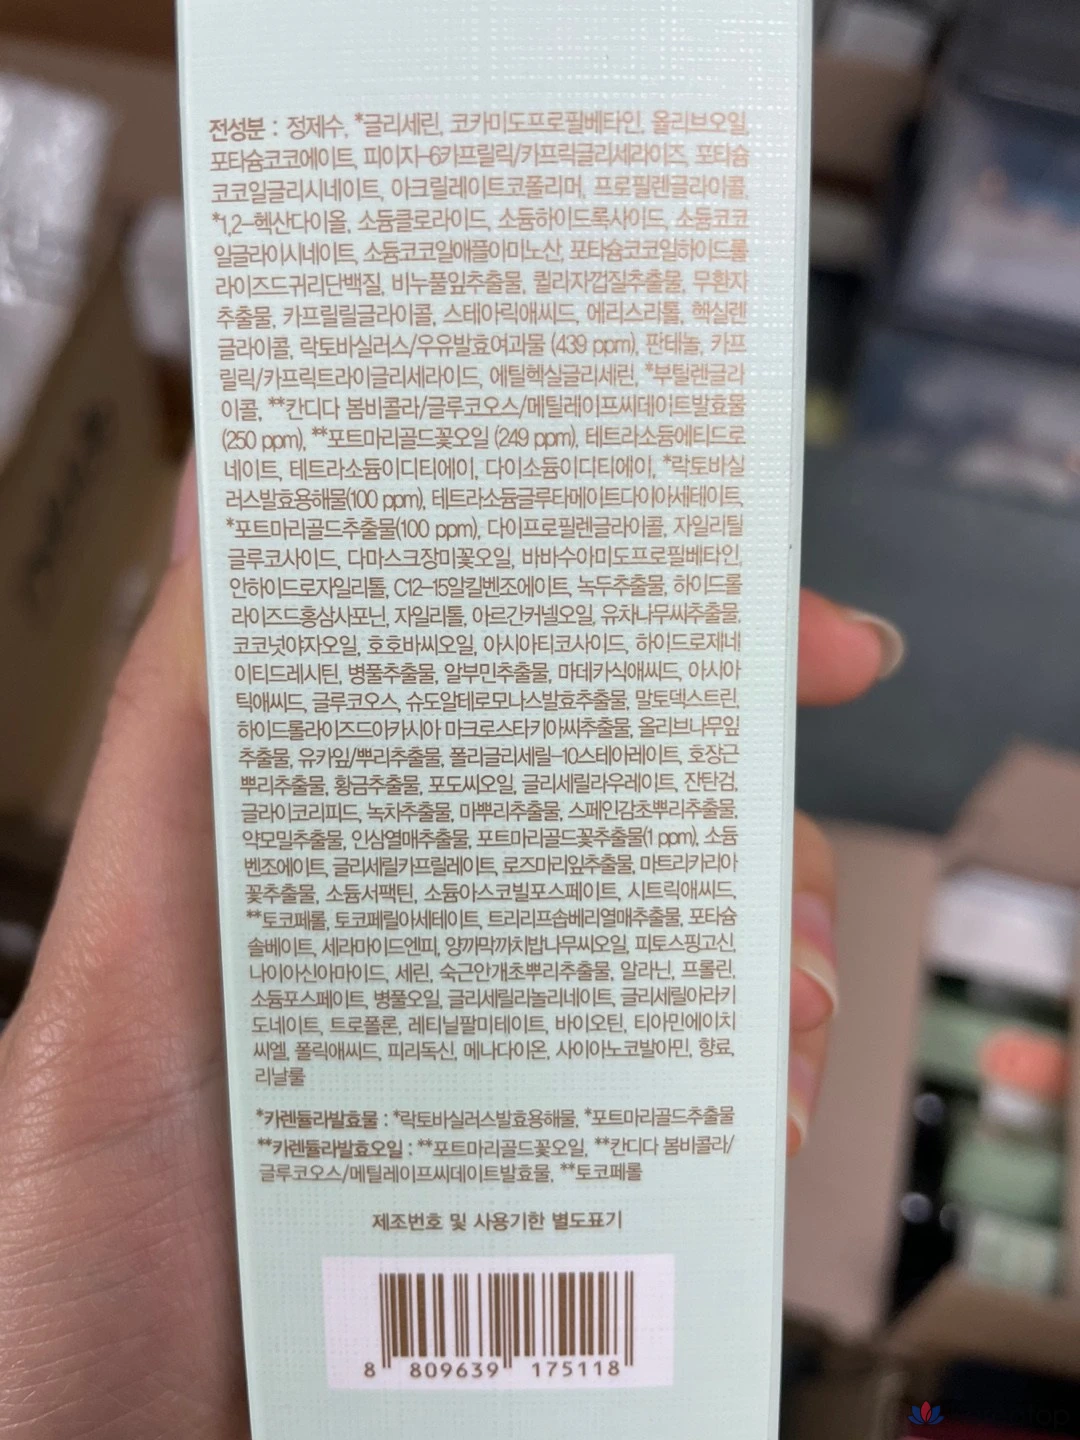 전성분 : 정제수, *글리세린, 코카미도프로필베타인, 올리브오일,
포타슘코코에이트, 피이지-6카프릴릭/카프릭글리세라이즈, 포타슘
코코일글리시네이트, 아크릴레이트코폴리머, 프로필렌글라이콜,
*1,2-헥산다이올, 소듐클로라이드, 소듐하이드록사이드, 소듐코코
일글라이시네이트, 소듐코코일애플아미노산, 포타슘코코일하이드롤
라이즈드귀리단백질, 비누풀잎추출물, 퀼라자껍질추출물, 무환자
추출물, 카프릴릴글라이콜, 스테아릭애씨드, 에리스리톨, 헥실렌
글라이콜, 락토바실러스/우유발효여과물 (439 ppm), 판테놀, 카프
릴릭/카프릭트라이글리세라이드, 에틸헥실글리세린, *부틸렌글라
이콜, **칸디다 봄비콜라/글루코오스/메틸레이프씨데이트발효물
(250 ppm), **포트마리골드꽃오일 (249 ppm), 테트라소듐에티드로
네이트, 테트라소듐이디티에이, 다이소듐이디티에이, *락토바실
러스발효용해물(100 ppm), 테트라소듐글루타메이트다이아세테이트,
*포트마리골드추출물(100 ppm), 다이프로필렌글라이콜, 자일리틸
글루코사이드, 다마스크장미꽃오일, 바바수아미도프로필베타인,
안하이드로자일리톨, C12-15알킬벤조에이트, 녹두추출물, 하이드롤
라이즈드홍삼사포닌, 자일리톨, 아르간커넬오일, 유차나무씨추출물,
코코넛야자오일, 호호바씨오일, 아시아티코사이드, 하이드로제네
이티드레시틴, 병풀추출물, 알부민추출물, 마데카식애씨드, 아시아
틱애씨드, 글루코오스, 슈도알테로모나스발효추출물, 말토덱스트린,
하이드롤라이즈드아카시아 마크로스타키아씨추출물, 올리브나무잎
추출물, 유카잎/뿌리추출물, 폴리글리세릴-10스테아레이트, 호장근
뿌리추출물, 황금추출물, 포도씨오일, 글리세릴라우레이트, 잔탄검,
글라이코리피드, 녹차추출물, 마뿌리추출물, 스페인감초뿌리추출물,
약모밀추출물, 인삼열매추출물, 포트마리골드꽃추출물(1 ppm), 소듐
벤조에이트, 글리세릴카프릴레이트, 로즈마리잎추출물, 마트리카리아
꽃추출물, 소듐서팩틴, 소듐아스코빌포스페이트, 시트릭애씨드,
**토코페롤, 토코페릴아세테이트, 트리리프솝베리열매추출물, 포타슘
솔베이트, 세라마이드엔피, 양까막까치밥나무씨오일, 피토스핑고신,
나이아신아마이드, 세린, 숙근안개초뿌리추출물, 알라닌, 프롤린,
소듐포스페이트, 병풀오일, 글리세릴리놀리네이트, 글리세릴아라키
도네이트, 트로폴론, 레티닐팔미테이트, 바이오틴, 티아민에이치
씨엘, 폴릭애씨드, 피리독신, 메나다이온, 사이아노코발아민, 향료,
리날룰
*카렌듈라발효물 : *락토바실러스발효용해물, *포트마리골드추출물
**카렌듈라발효오일 : **포트마리골드꽃오일, **칸디다 봄비콜라/
글루코오스/메틸레이프씨데이트발효물, **토코페롤
제조번호 및 사용기한 별도표기
8 809639 175118